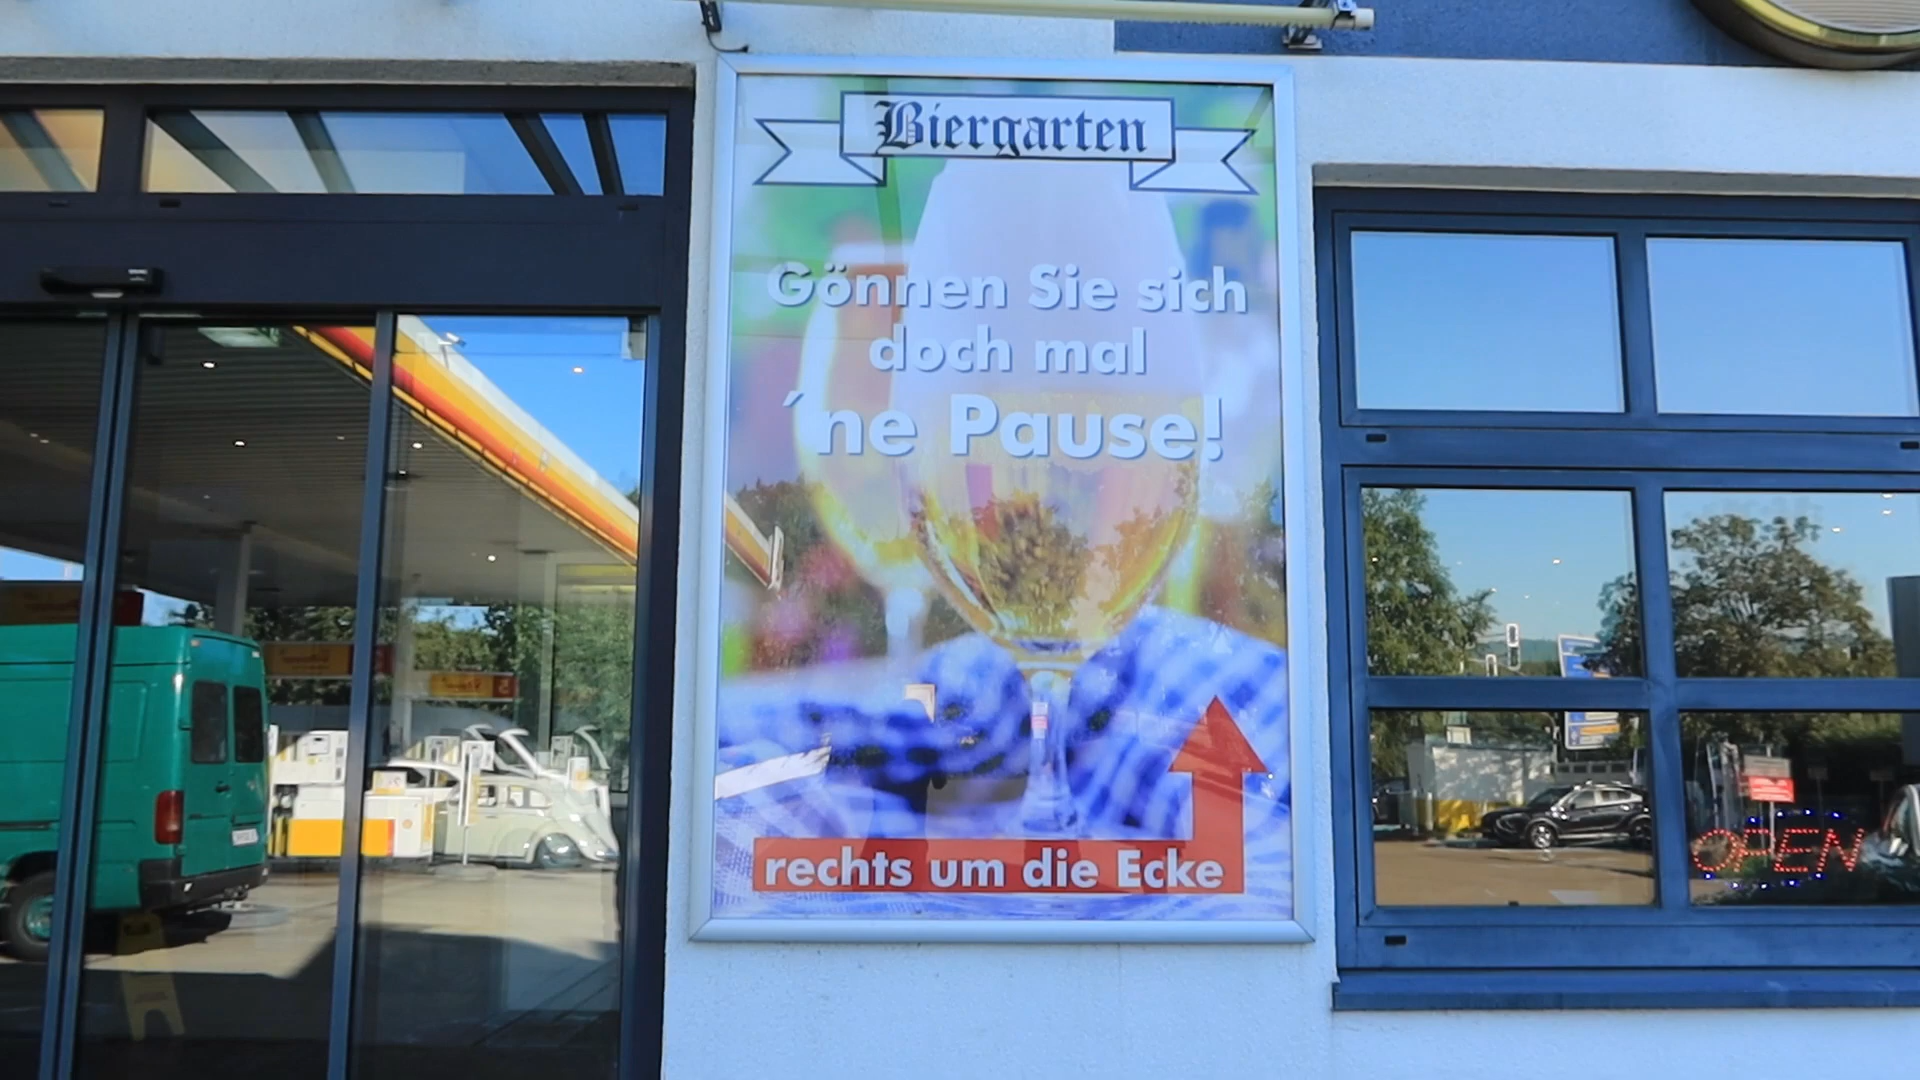 Biergarten
Gönnen Sie sich
doch mal
´ne Pause!
rechts um die Ecke
OPEN